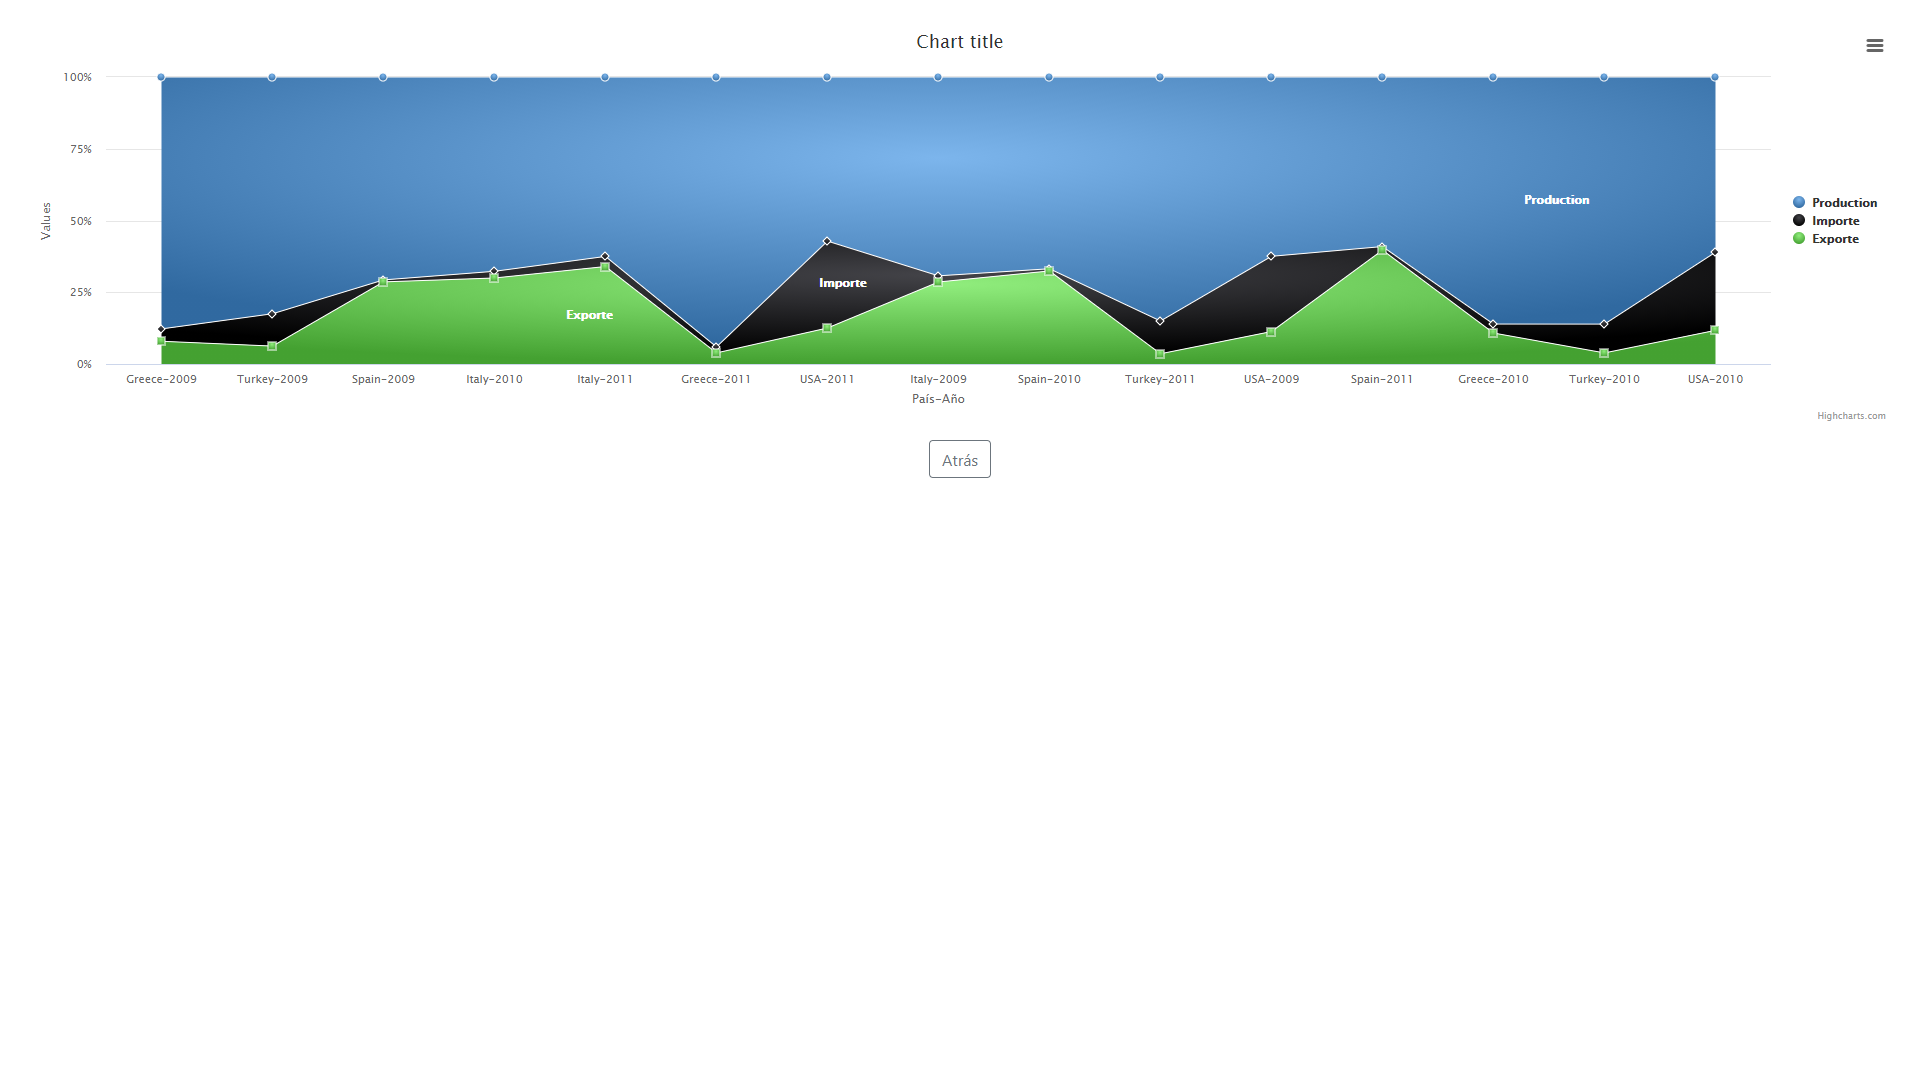 Chart title
100%
75%
50%
25%
0%
Values
Production
Importe
Exporte
Greece-2009
Turkey-2009
Spain-2009
Italy-2010
Italy-2011
Greece-2011
USA-2011
Italy-2009
Spain-2010
Turkey-2011
USA-2009
Spain-2011
Greece-2010
Turkey-2010
USA-2010
País-Año
Production
Importe
Exporte
Highcharts.com
Atrás